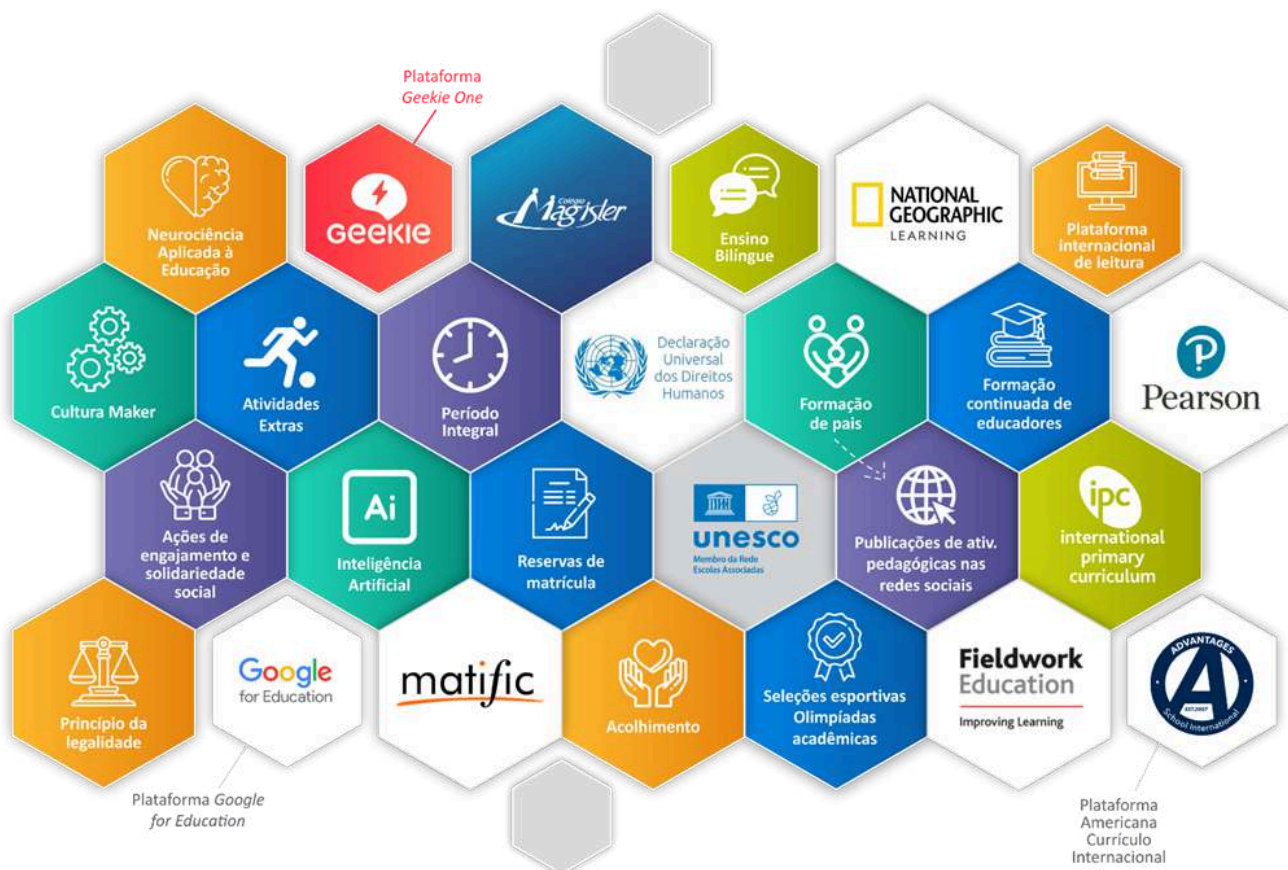 Plataforma
Geekie One
Neurociência
Aplicada à
Educação
GEEKIE
Colégio
Magister
Ensino
Bilíngue
NATIONAL
GEOGRAPHIC
LEARNING
Plataforma
internacional
de leitura
Cultura Maker
Atividades
Extras
Período
Integral
Declaração
Universal
dos Direitos
Humanos
Formação
de pais
Formação
continuada de
educadores
P
Pearson
Ações de
engajamento e
solidariedade
social
Ai
Inteligência
Artificial
Reservas de
matrícula
unesco
Membro da Rede
Escolas Associadas
Publicações de ativ.
pedagógicas nas
redes sociais
ipc
international
primary
curriculum
Princípio da
legalidade
Google
for Education
matific
Acolhimento
Seleções esportivas
Olimpíadas
acadêmicas
Fieldwork
Education
Improving Learning
ADVANTAGES
A
EST.2007
School International
Plataforma Google
for Education
Plataforma
Americana
Currículo
Internacional